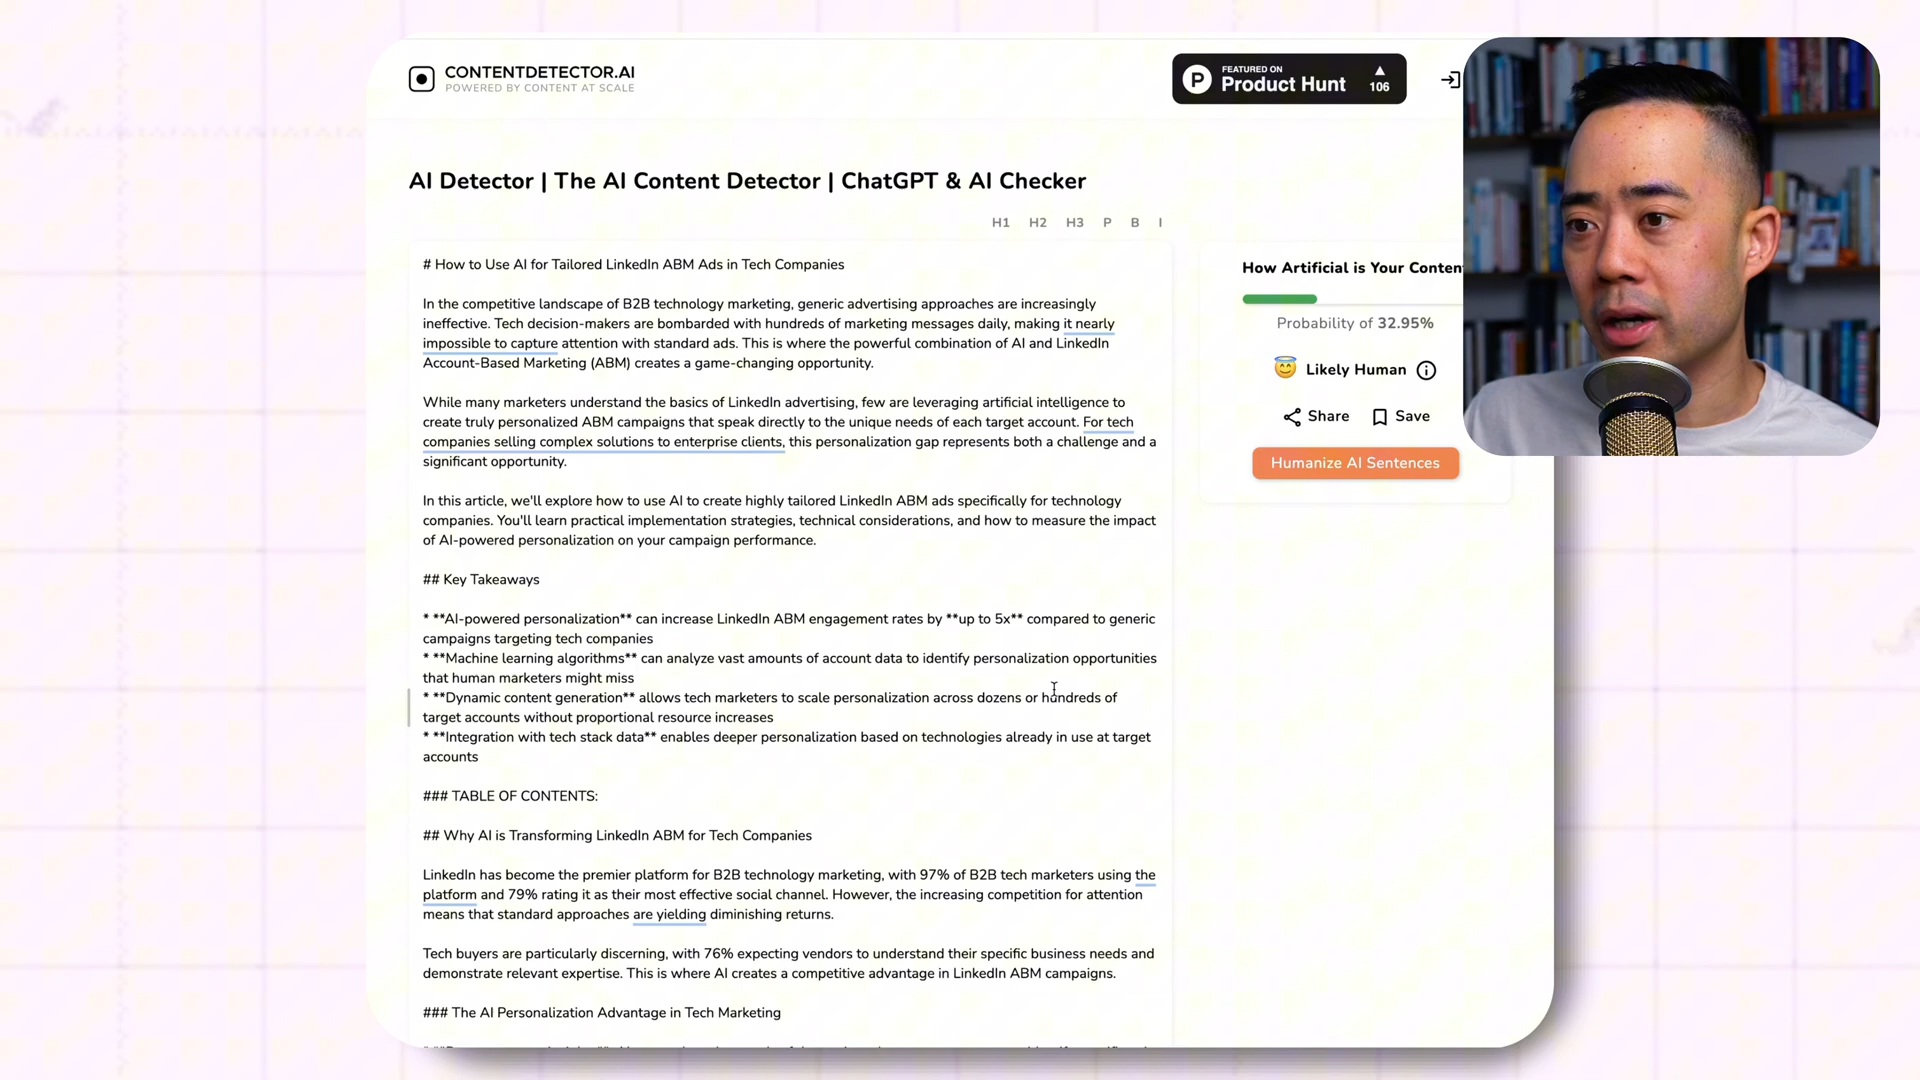 CONTENTDETECTOR.AI
POWERED BY CONTENT AT SCALE
P
FEATURED ON
Product Hunt
106
AI Detector | The AI Content Detector | ChatGPT & AI Checker
H1 H2 H3 P B I
# How to Use AI for Tailored LinkedIn ABM Ads in Tech Companies
In the competitive landscape of B2B technology marketing, generic advertising approaches are increasingly
ineffective. Tech decision-makers are bombarded with hundreds of marketing messages daily, making it nearly
impossible to capture attention with standard ads. This is where the powerful combination of AI and LinkedIn
Account-Based Marketing (ABM) creates a game-changing opportunity.
While many marketers understand the basics of LinkedIn advertising, few are leveraging artificial intelligence to
create truly personalized ABM campaigns that speak directly to the unique needs of each target account. For tech
companies selling complex solutions to enterprise clients, this personalization gap represents both a challenge and a
significant opportunity.
In this article, we'll explore how to use AI to create highly tailored LinkedIn ABM ads specifically for technology
companies. You'll learn practical implementation strategies, technical considerations, and how to measure the impact
of AI-powered personalization on your campaign performance.
## Key Takeaways
* **AI-powered personalization** can increase LinkedIn ABM engagement rates by **up to 5x** compared to generic
campaigns targeting tech companies
* **Machine learning algorithms** can analyze vast amounts of account data to identify personalization opportunities
that human marketers might miss
* **Dynamic content generation** allows tech marketers to scale personalization across dozens or hundreds of
target accounts without proportional resource increases
* **Integration with tech stack data** enables deeper personalization based on technologies already in use at target
accounts
### TABLE OF CONTENTS:
## Why AI is Transforming LinkedIn ABM for Tech Companies
LinkedIn has become the premier platform for B2B technology marketing, with 97% of B2B tech marketers using the
platform and 79% rating it as their most effective social channel. However, the increasing competition for attention
means that standard approaches are yielding diminishing returns.
Tech buyers are particularly discerning, with 76% expecting vendors to understand their specific business needs and
demonstrate relevant expertise. This is where AI creates a competitive advantage in LinkedIn ABM campaigns.
### The AI Personalization Advantage in Tech Marketing
How Artificial is Your Conten
Probability of 32.95%
Likely Human
Share Save
Humanize AI Sentences